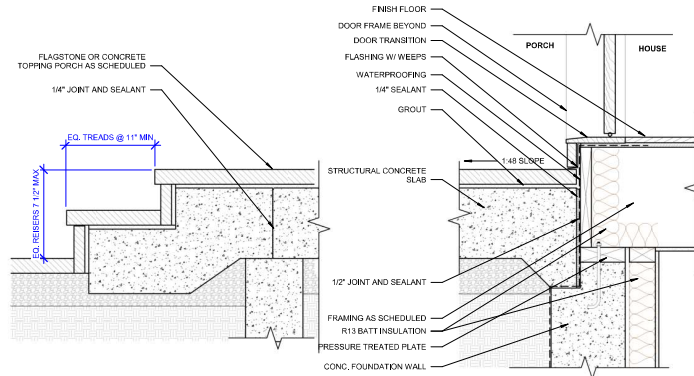 FINISH FLOOR
DOOR FRAME BEYOND
DOOR TRANSITION
PORCH
HOUSE
FLASHING W/ WEEPS
FLAGSTONE OR CONCRETE
TOPPING PORCH AS SCHEDULED
WATERPROOFING
1/4" JOINT AND SEALANT
1/4" SEALANT
GROUT
EQ. TREADS @ 11" MIN
1:48 SLOPE
STRUCTURAL CONCRETE
SLAB
EQ. REISERS 7 1/2" MAX
1/2" JOINT AND SEALANT
FRAMING AS SCHEDULED
R13 BATT INSULATION
PRESSURE TREATED PLATE
CONC. FOUNDATION WALL